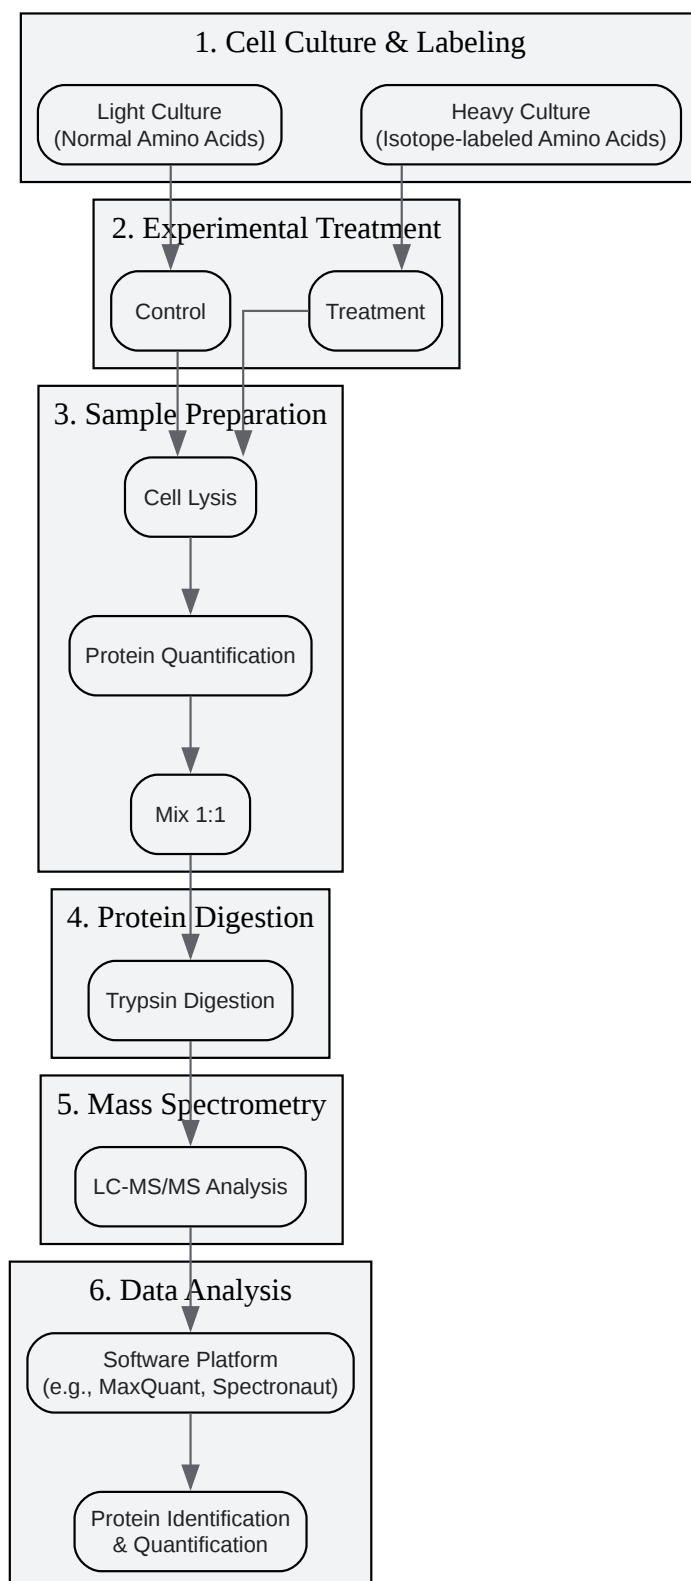 1. Cell Culture & Labeling
Light Culture
(Normal Amino Acids)
Heavy Culture
(Isotope-labeled Amino Acids)
2. Experimental Treatment
Control
Treatment
3. Sample Preparation
Cell Lysis
Protein Quantification
Mix 1:1
4. Protein Digestion
Trypsin Digestion
5. Mass Spectrometry
LC-MS/MS Analysis
6. Data Analysis
Software Platform
(e.g., MaxQuant, Spectronaut)
Protein Identification
& Quantification